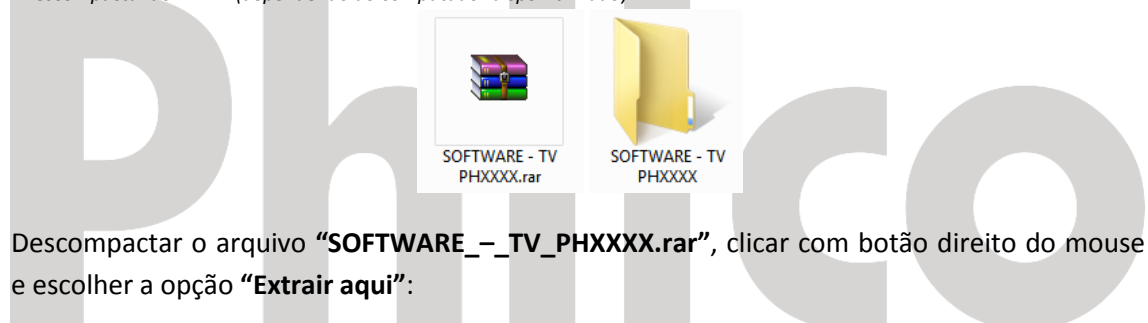 Philco
SOFTWARE - TV
PHXXXX.rar
SOFTWARE - TV
PHXXXX
Descompactar o arquivo “SOFTWARE_–_TV_PHXXXX.rar”, clicar com botão direito do mouse
e escolher a opção “Extrair aqui”: